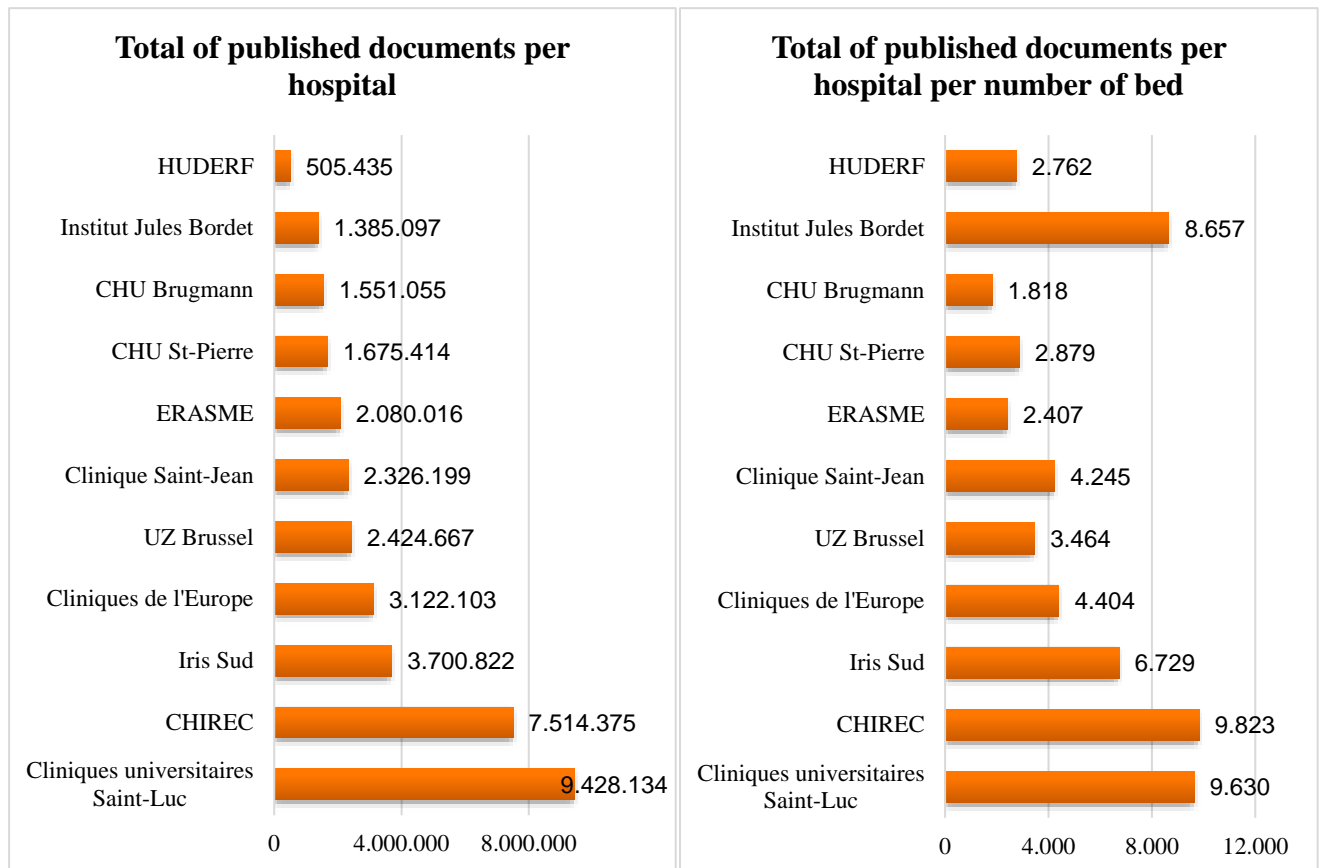 Total of published documents per
hospital
HUDERF
505.435
Institut Jules Bordet
1.385.097
CHU Brugmann
1.551.055
CHU St-Pierre
1.675.414
ERASME
2.080.016
Clinique Saint-Jean
2.326.199
UZ Brussel
2.424.667
Cliniques de l'Europe
3.122.103
Iris Sud
3.700.822
CHIREC
7.514.375
Cliniques universitaires
Saint-Luc
9.428.134
0 4.000.000 8.000.000
Total of published documents per
hospital per number of bed
HUDERF
2.762
Institut Jules Bordet
8.657
CHU Brugmann
1.818
CHU St-Pierre
2.879
ERASME
2.407
Clinique Saint-Jean
4.245
UZ Brussel
3.464
Cliniques de l'Europe
4.404
Iris Sud
6.729
CHIREC
9.823
Cliniques universitaires
Saint-Luc
9.630
0 4.000 8.000 12.000